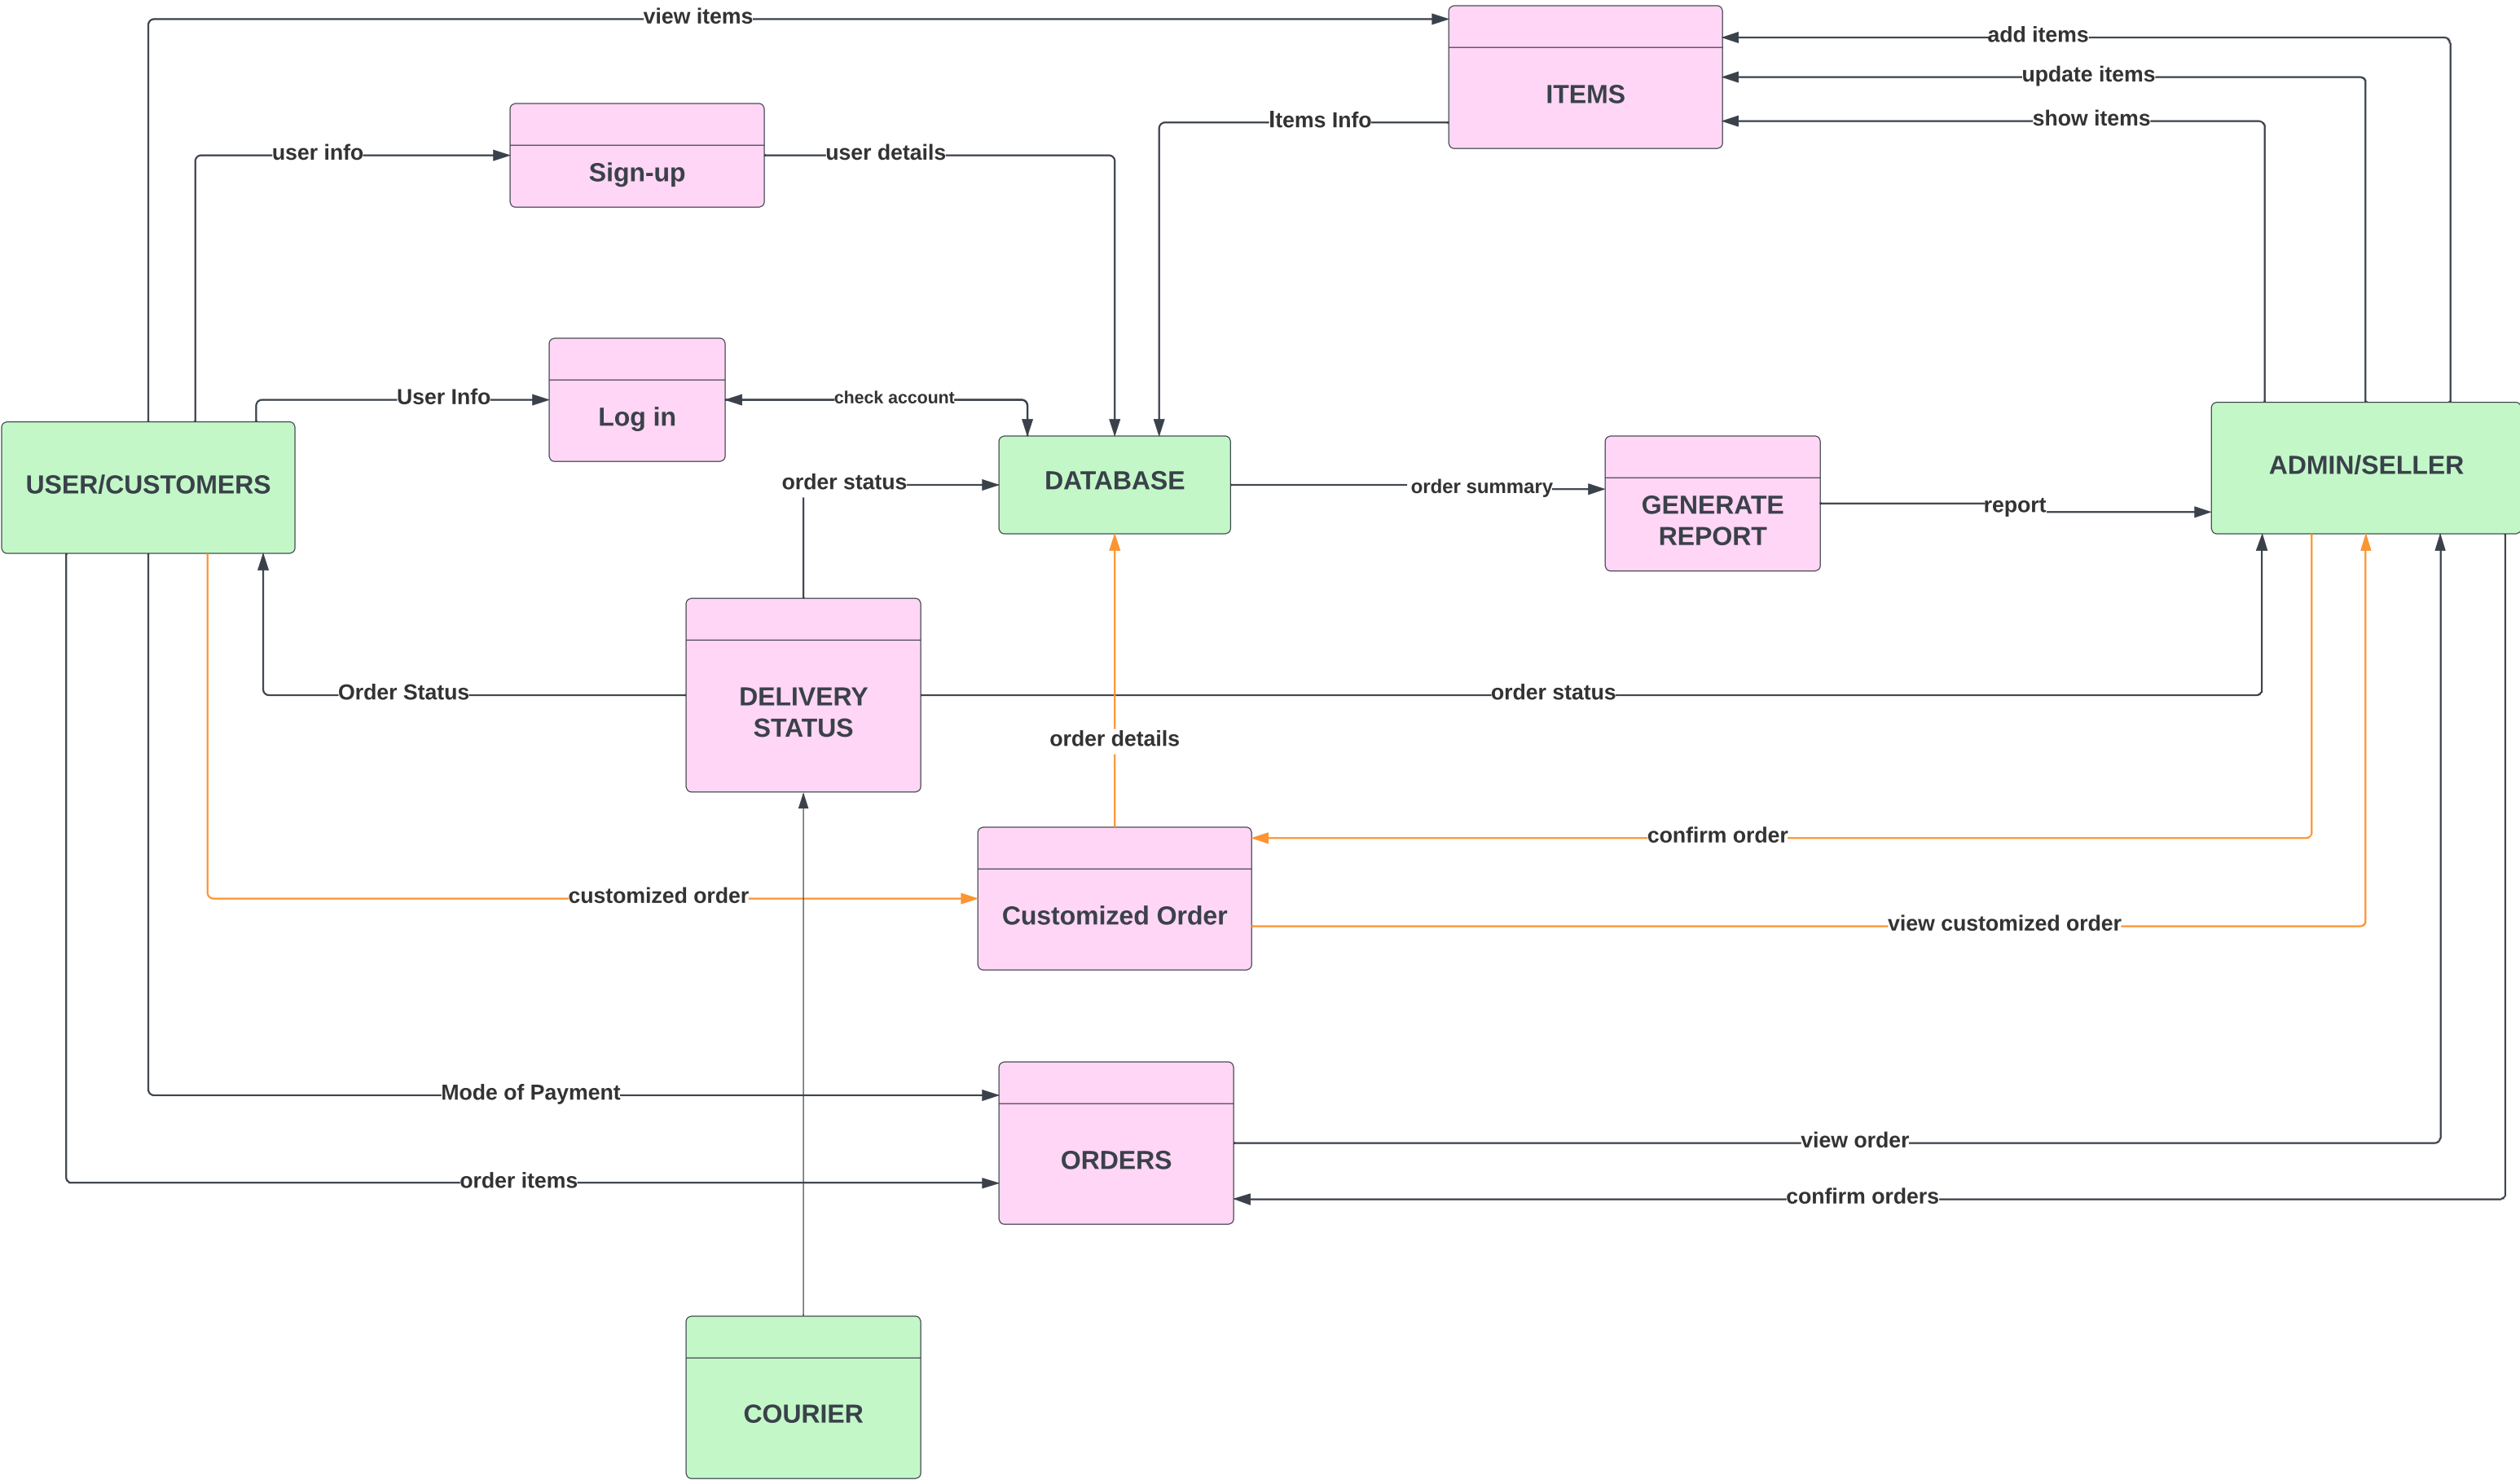 view items
add items
update items
ITEMS
show items
Items Info
user info
user details
Sign-up
User Info
check account
Log in
USER/CUSTOMERS
order status
DATABASE
order summary
GENERATE
REPORT
report
ADMIN/SELLER
Order Status
DELIVERY
STATUS
order status
order details
confirm order
customized order
Customized Order
view customized order
Mode of Payment
ORDERS
view order
order items
confirm orders
COURIER